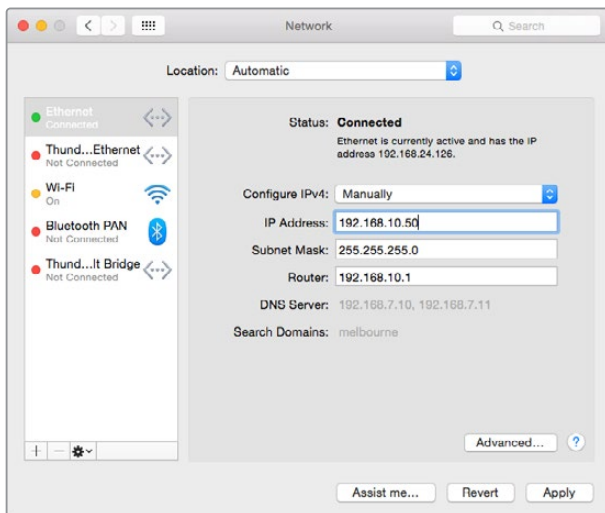 Network
Search
Location: Automatic
Ethernet
Connected
Thund...Ethernet
Not Connected
Wi-Fi
On
Bluetooth PAN
Not Connected
Thund...lt Bridge
Not Connected
Status: Connected
Ethernet is currently active and has the IP
address 192.168.24.126.
Configure IPv4: Manually
IP Address: 192.168.10.50
Subnet Mask: 255.255.255.0
Router: 192.168.10.1
DNS Server: 192.168.7.10, 192.168.7.11
Search Domains: melbourne
Advanced... ?
Assist me... Revert Apply